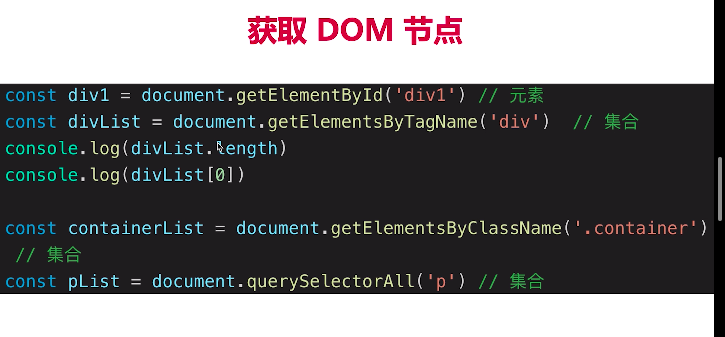 获取 DOM 节点
const div1 = document.getElementById('div1') // 元素
const divList = document.getElementsByTagName('div')  // 集合
console.log(divList.length)
console.log(divList[0])
const containerList = document.getElementsByClassName('.container')
// 集合
const pList = document.querySelectorAll('p') // 集合